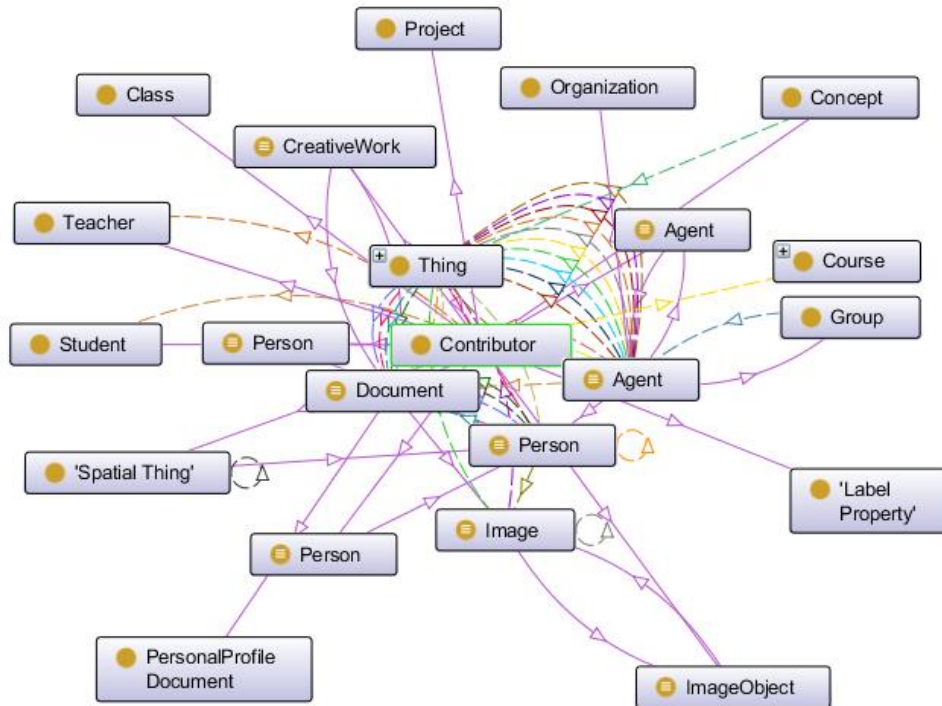 Project
Class
Organization
Concept
CreativeWork
Teacher
Agent
Thing
Course
Group
Student
Person
Contributor
Document
Agent
Person
'Spatial Thing'
'Label
Property'
Image
Person
PersonalProfile
Document
ImageObject